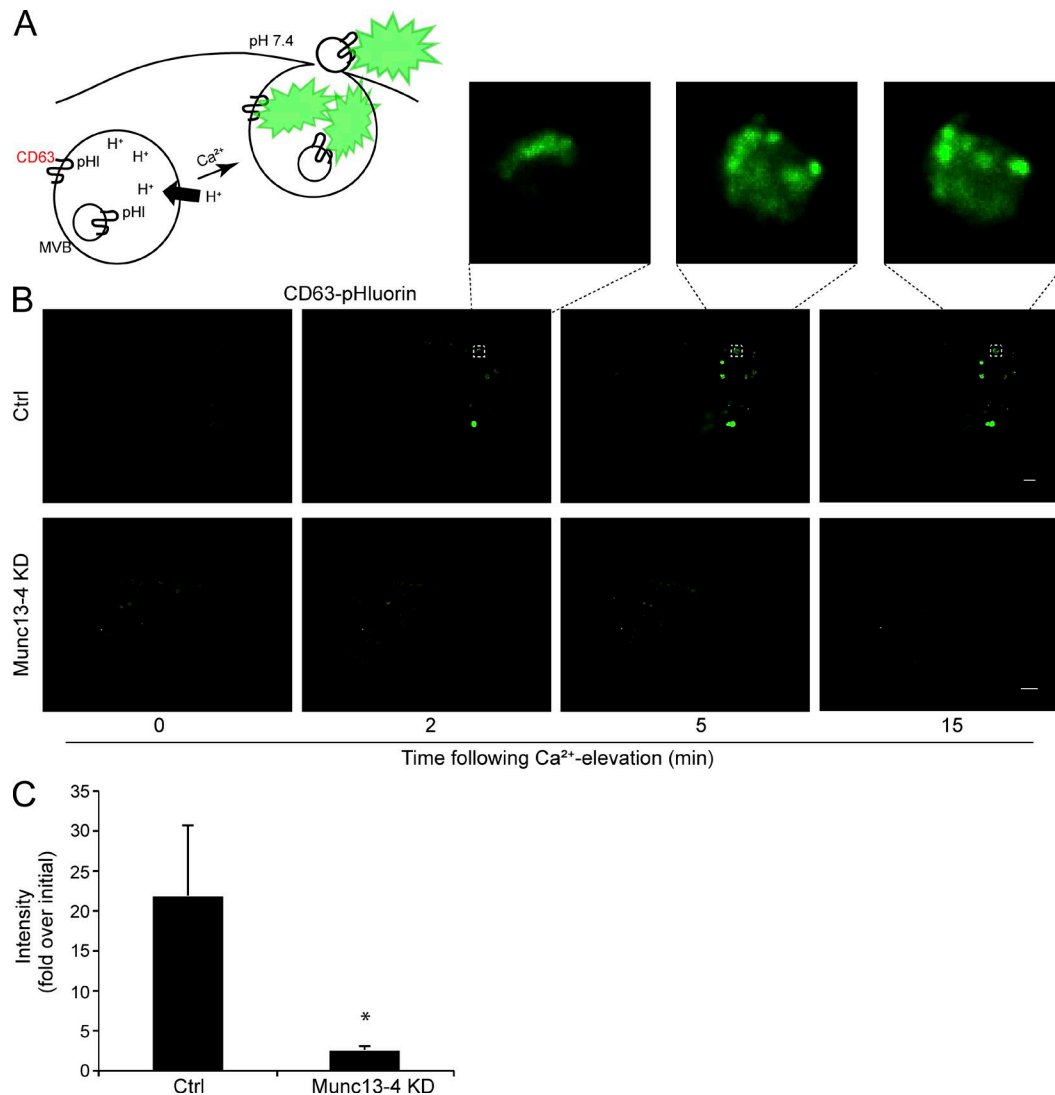 A
pH 7.4
CD63
pHl
H⁺
H⁺
H⁺
pHl
MVB
H⁺
Ca²⁺
B
CD63-pHluorin
Ctrl
Munc13-4 KD
0 2 5 15
Time following Ca²⁺-elevation (min)
C
Intensity
(fold over initial)
35
30
25
20
15
10
5
0
*
Ctrl Munc13-4 KD